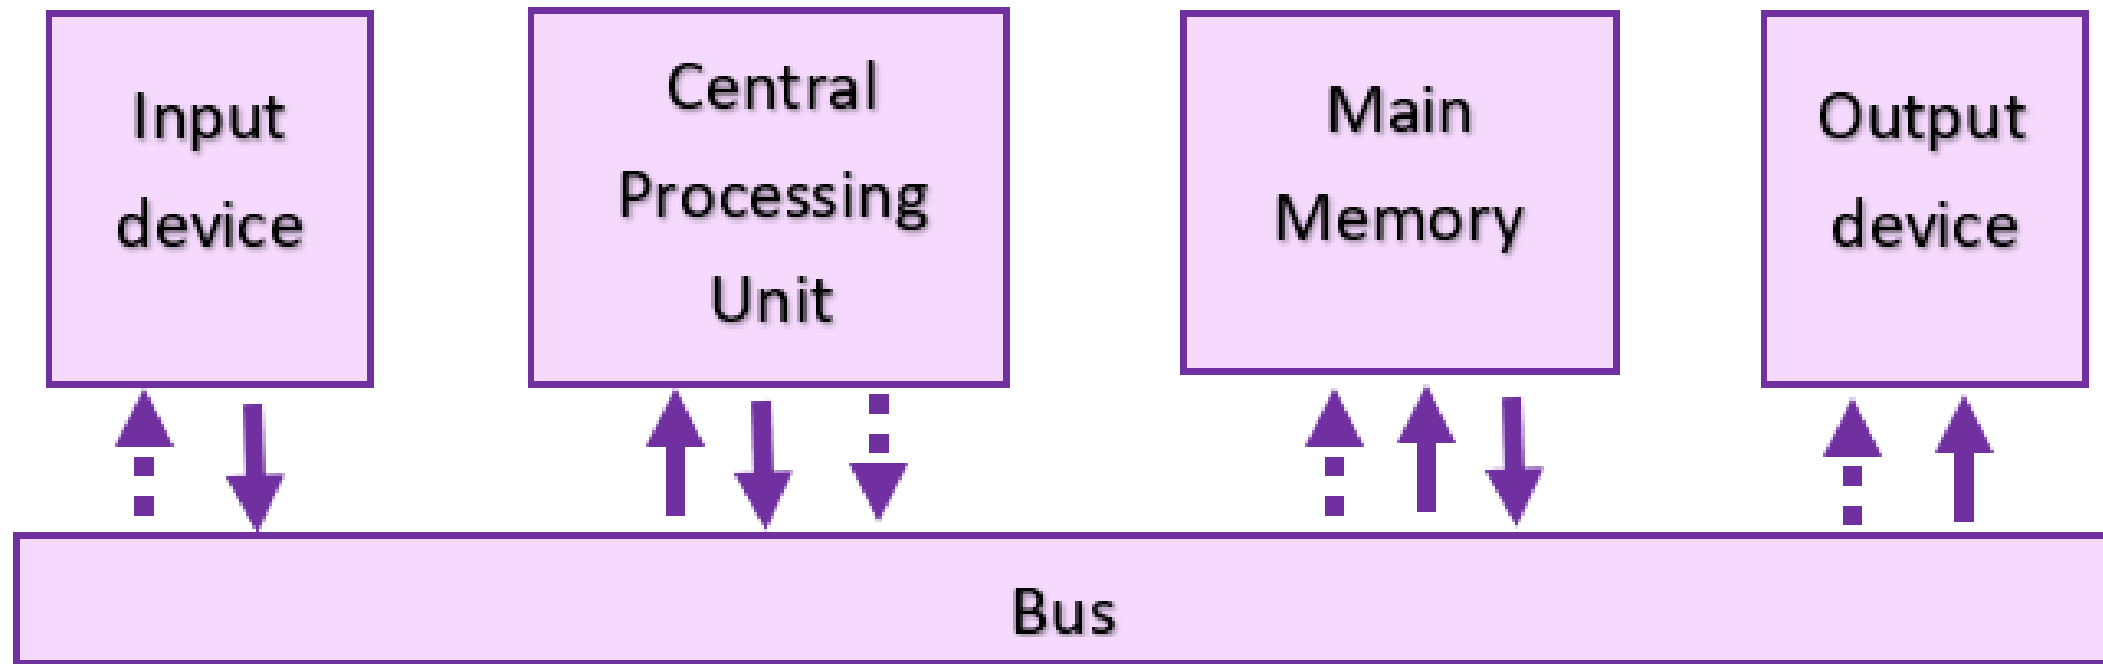 Input
device
Central
Processing
Unit
Main
Memory
Output
device
Bus